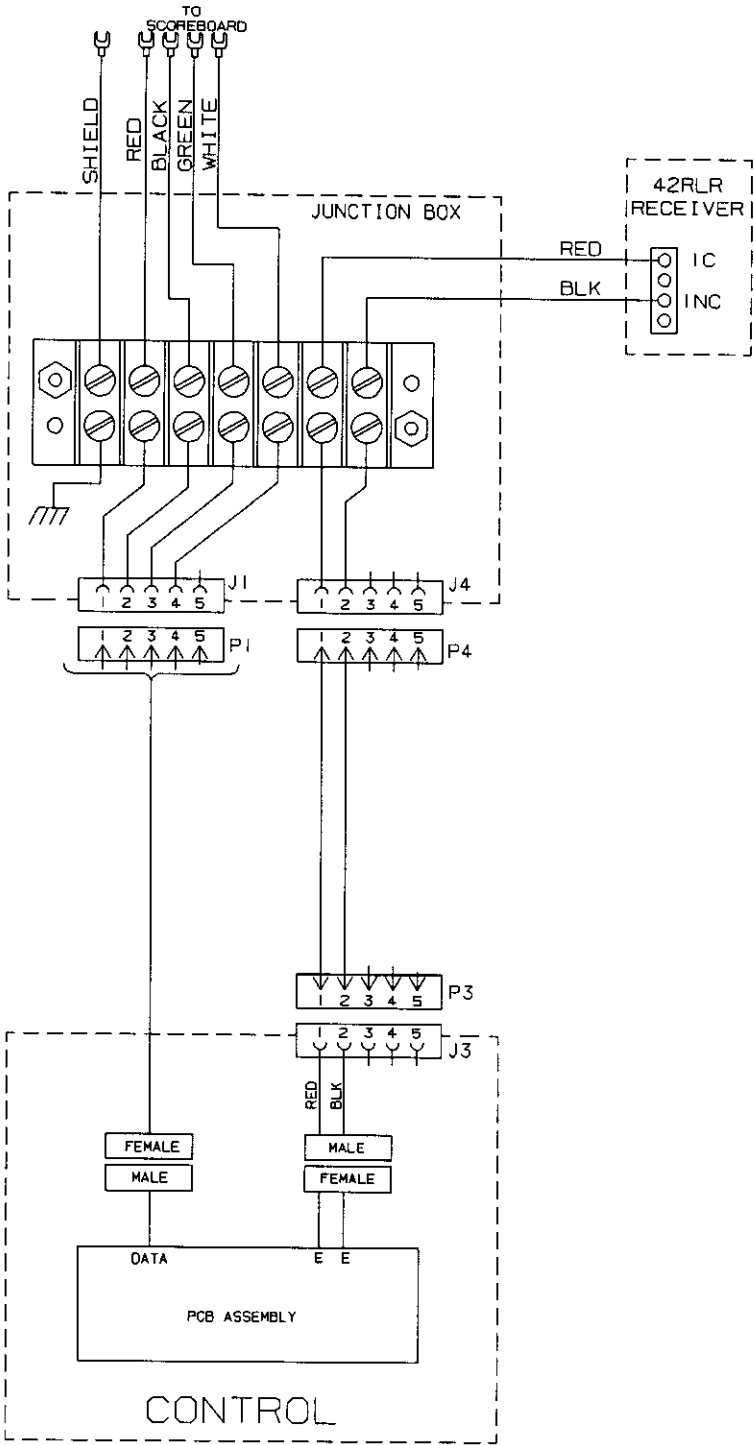 TO
SCOREBOARD
SHIELD
RED
BLACK
GREEN
WHITE
JUNCTION BOX
42RLR
RECEIVER
RED
1C
BLK
1NC
J1
1 2 3 4 5
J4
1 2 3 4 5
1 2 3 4 5
P1
1 2 3 4 5
P4
1 2 3 4 5
P3
1 2 3 4 5
J3
RED
BLK
FEMALE
MALE
MALE
FEMALE
DATA
E E
PCB ASSEMBLY
CONTROL